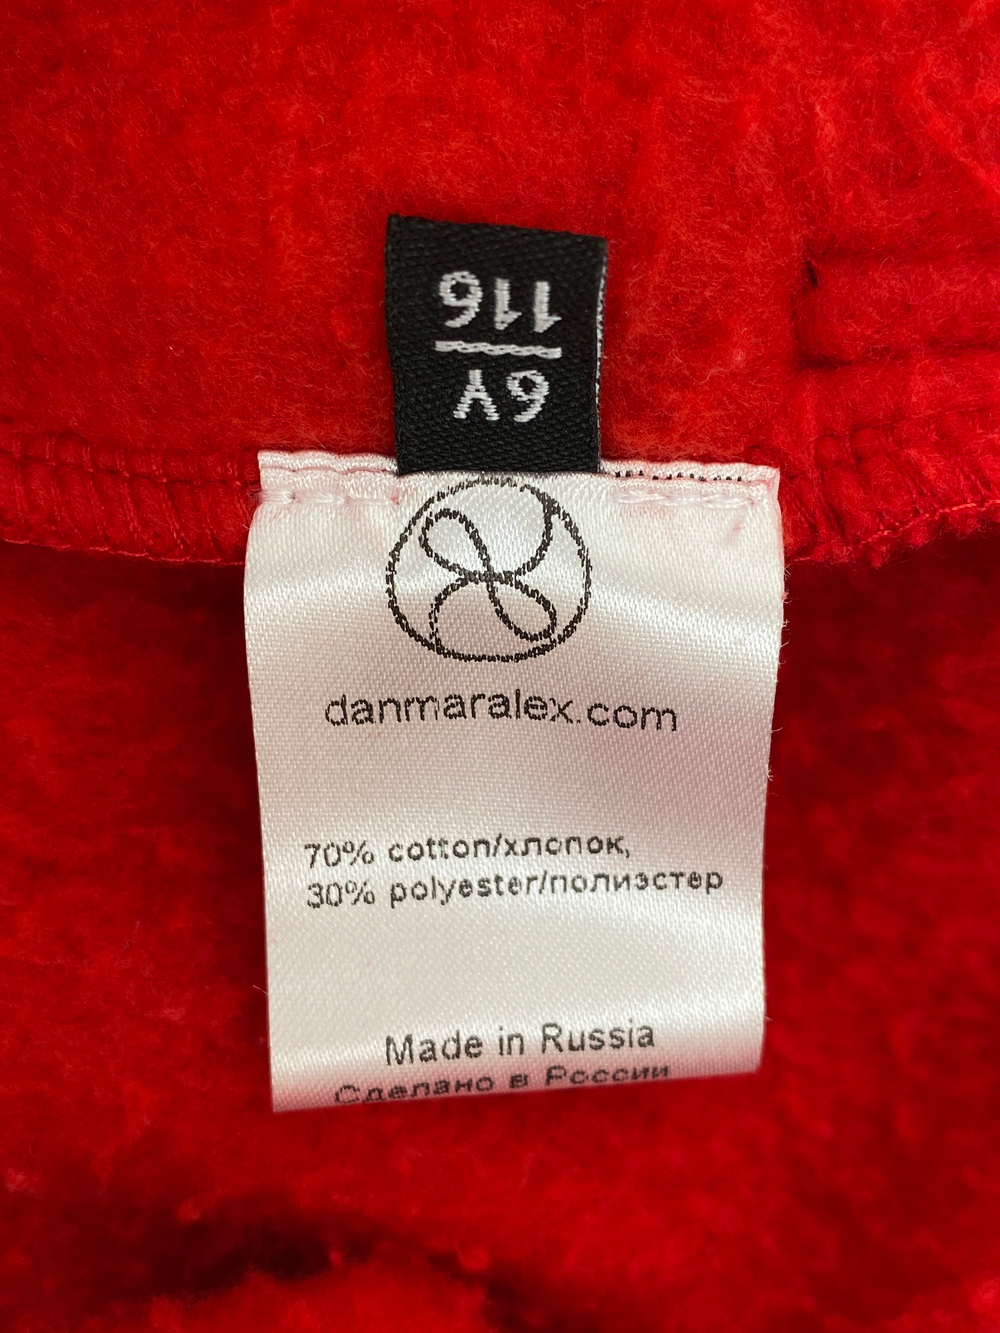 6Y
116
danmaralex.com
70% cotton/хлопок,
30% polyester/полиэстер
Made in Russia
Сделано в России